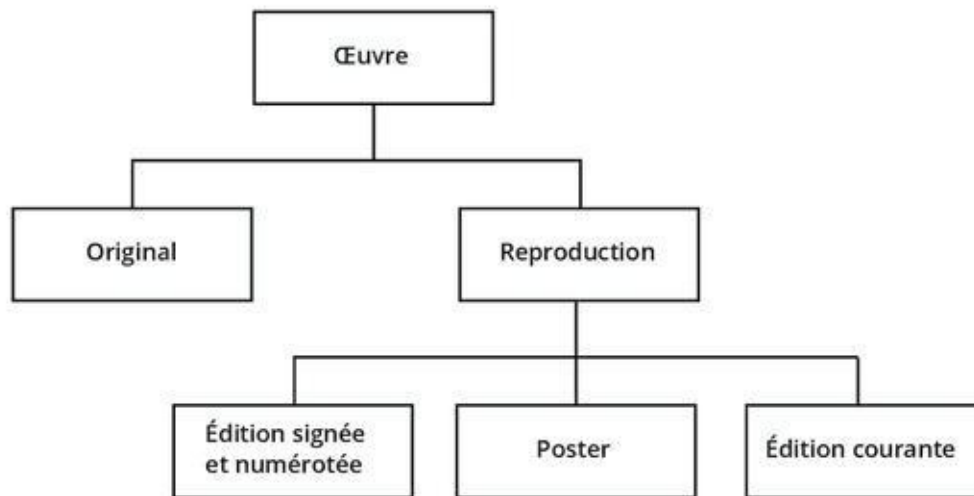 Œuvre
Original
Reproduction
Édition signée
et numérotée
Poster
Édition courante